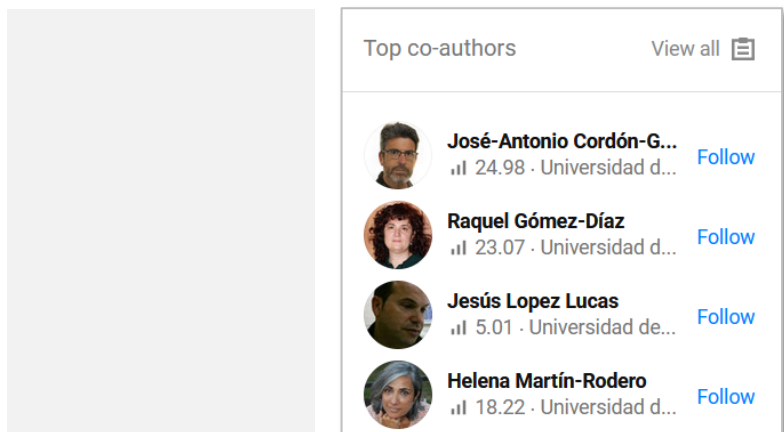 Top co-authors View all
José-Antonio Cordón-G...
24.98 · Universidad d...
Follow
Raquel Gómez-Díaz
23.07 · Universidad d...
Follow
Jesús Lopez Lucas
5.01 · Universidad de...
Follow
Helena Martín-Rodero
18.22 · Universidad d...
Follow